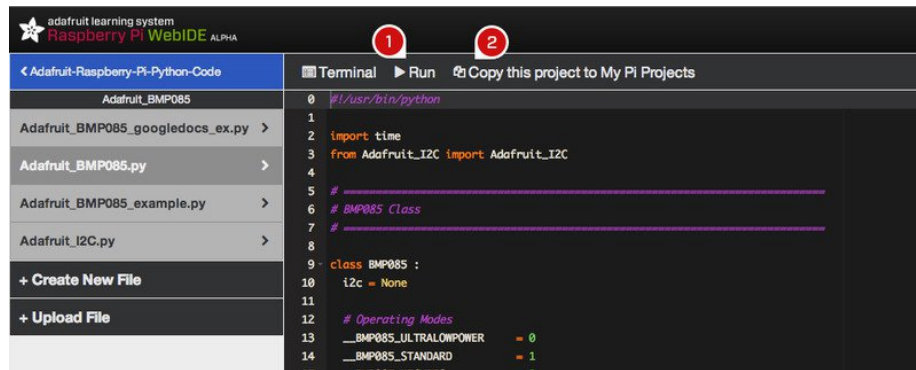 adafruit learning system
Raspberry Pi WebIDE ALPHA
1
2
Adafruit-Raspberry-Pi-Python-Code
Terminal Run Copy this project to My Pi Projects
Adafruit_BMP085
Adafruit_BMP085_googledocs_ex.py
Adafruit_BMP085.py
Adafruit_BMP085_example.py
Adafruit_I2C.py
+ Create New File
+ Upload File
0 #!/usr/bin/python
1
2 import time
3 from Adafruit_I2C import Adafruit_I2C
4
5 # ============================================================================
6 # BMP085 Class
7 # ============================================================================
8
9 class BMP085 :
10 i2c = None
11
12 # Operating Modes
13 __BMP085_ULTRALOWPOWER = 0
14 __BMP085_STANDARD = 1